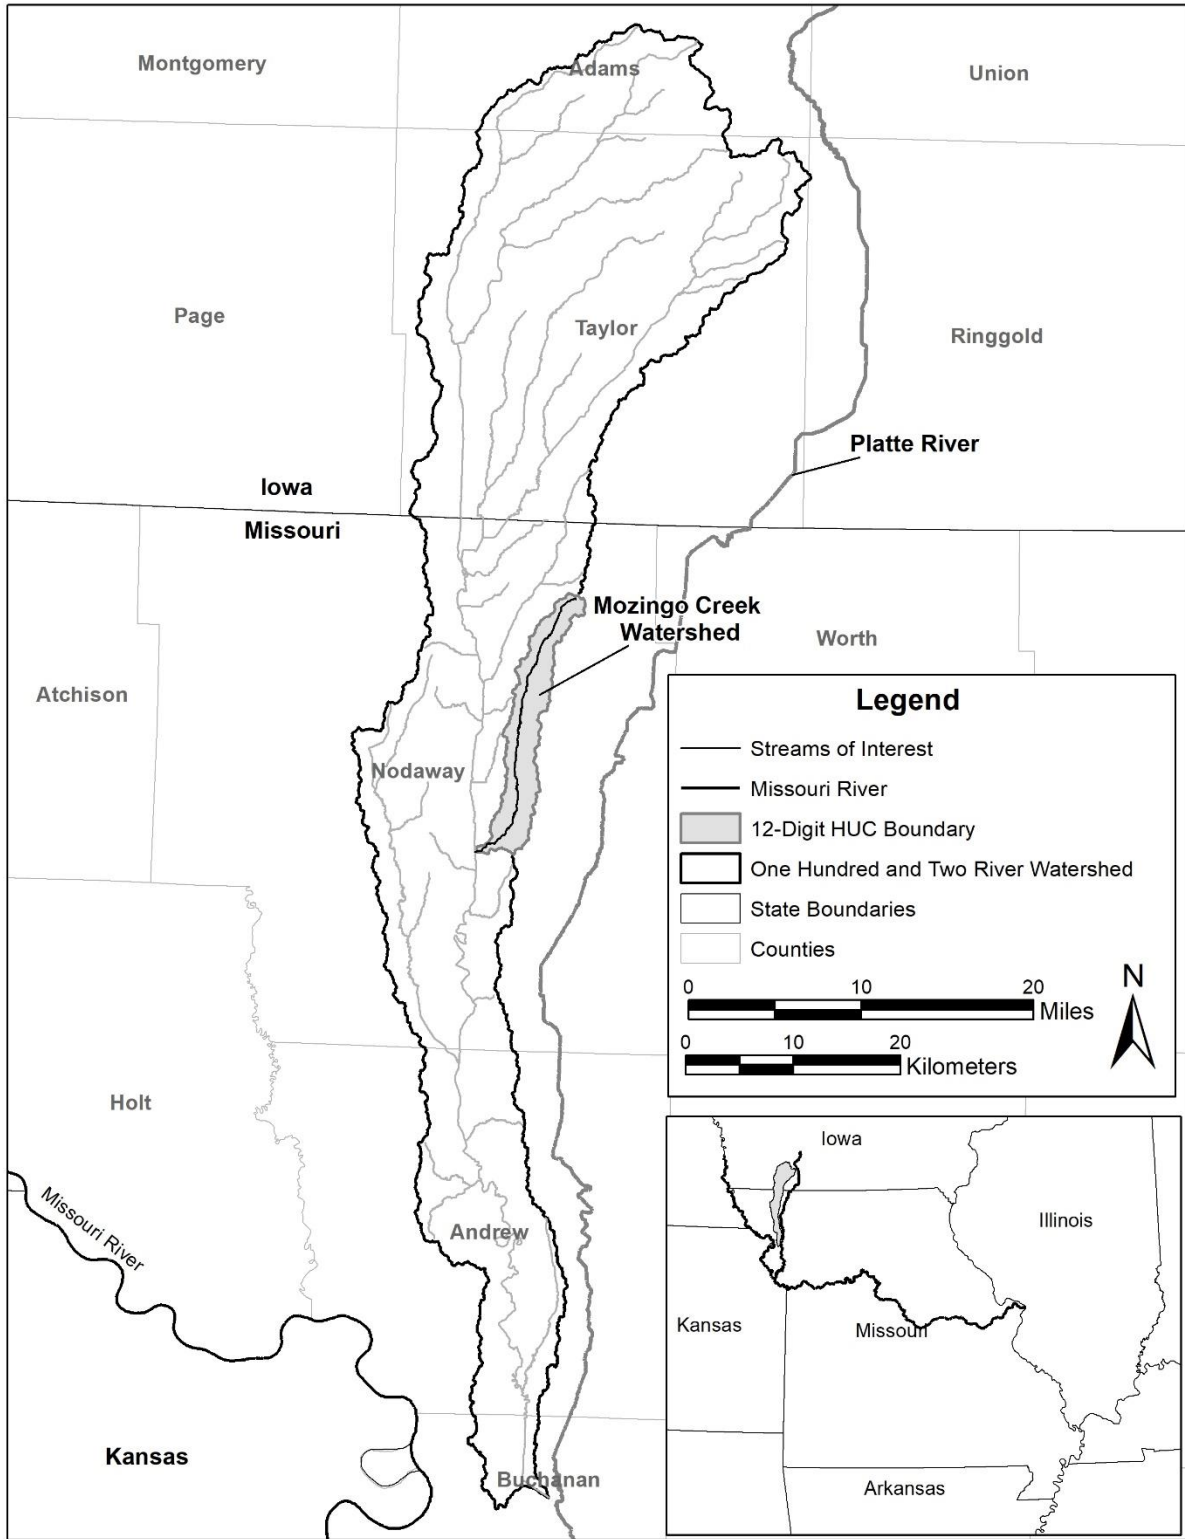 Montgomery
Adams
Union
Page
Taylor
Ringgold
Platte River
Iowa
Missouri
Mozingo Creek
Watershed
Worth
Atchison
Nodaway
Legend
Streams of Interest
Missouri River
12-Digit HUC Boundary
One Hundred and Two River Watershed
State Boundaries
Counties
0 10 20
Miles
0 10 20
Kilometers
N
Holt
Missouri River
Andrew
Kansas
Buchanan
Iowa
Illinois
Kansas
Missouri
Arkansas